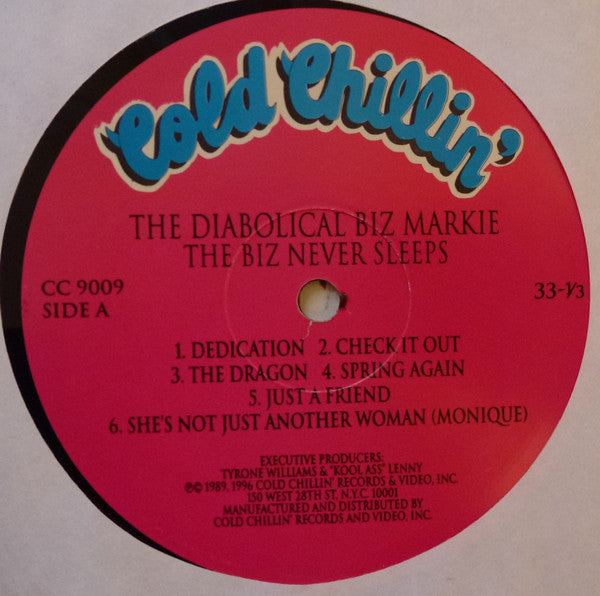 Cold Chillin'
THE DIABOLICAL BIZ MARKIE
THE BIZ NEVER SLEEPS
CC 9009
SIDE A
33-1/3
1. DEDICATION 2. CHECK IT OUT
3. THE DRAGON 4. SPRING AGAIN
5. JUST A FRIEND
6. SHE'S NOT JUST ANOTHER WOMAN (MONIQUE)
EXECUTIVE PRODUCERS:
TYRONE WILLIAMS & "KOOL ASS" LENNY
℗© 1989, 1996 COLD CHILLIN' RECORDS & VIDEO, INC.
150 WEST 28TH ST, N.Y.C. 10001
MANUFACTURED AND DISTRIBUTED BY
COLD CHILLIN' RECORDS AND VIDEO, INC.